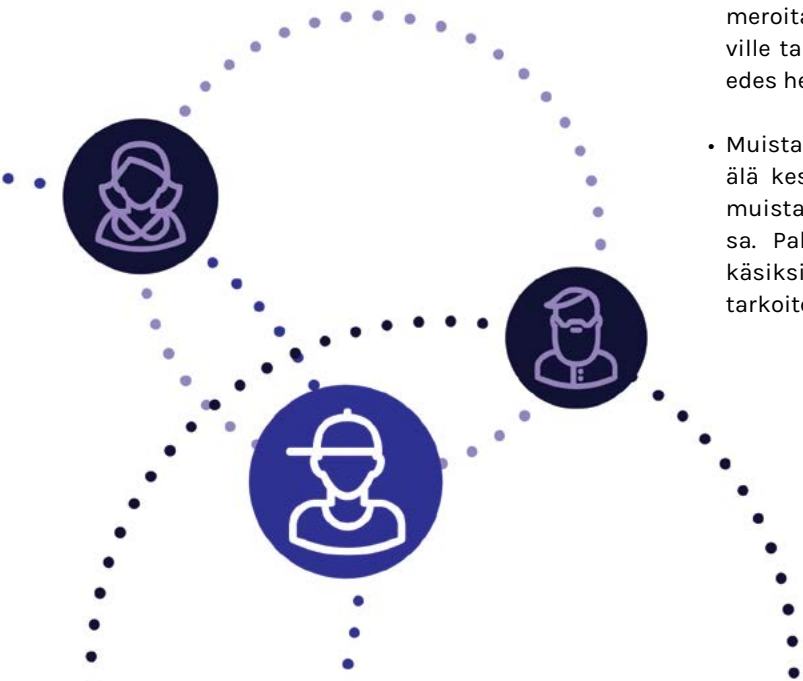 meroita
ville ta
edes he
• Muista
älä kes
muista
sa. Pal
käsiksi
tarkoite